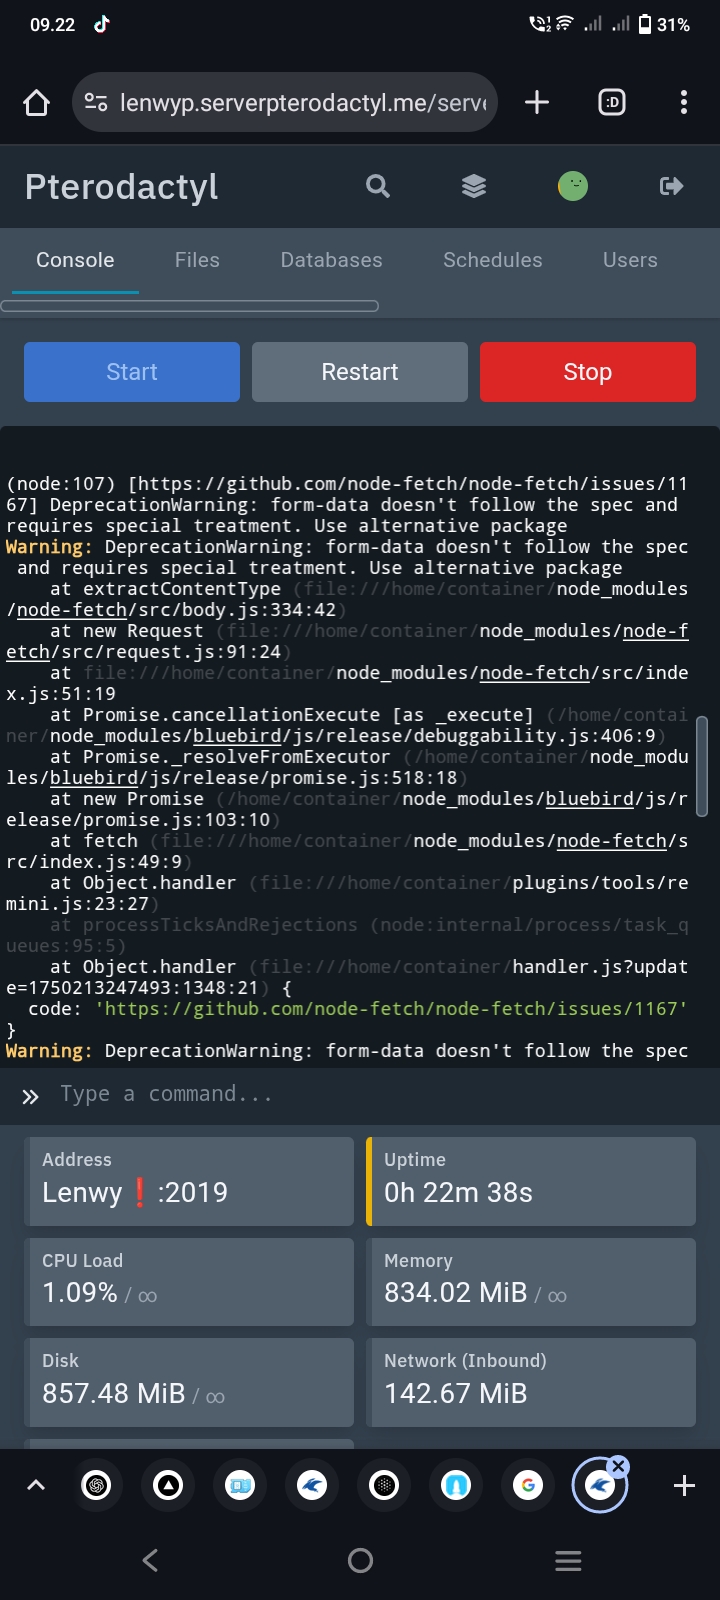 09.22
31%
lenwyp.serverpterodactyl.me/serve
:D
Pterodactyl
Console Files Databases Schedules Users
Start Restart Stop
(node:107) [https://github.com/node-fetch/node-fetch/issues/11
67] DeprecationWarning: form-data doesn't follow the spec and
requires special treatment. Use alternative package
Warning: DeprecationWarning: form-data doesn't follow the spec
and requires special treatment. Use alternative package
at extractContentType (file:///home/container/node_modules
/node-fetch/src/body.js:334:42)
at new Request (file:///home/container/node_modules/node-f
etch/src/request.js:91:24)
at file:///home/container/node_modules/node-fetch/src/inde
x.js:51:19
at Promise.cancellationExecute [as _execute] (/home/contai
ner/node_modules/bluebird/js/release/debuggability.js:406:9)
at Promise._resolveFromExecutor (/home/container/node_modu
les/bluebird/js/release/promise.js:518:18)
at new Promise (/home/container/node_modules/bluebird/js/r
elease/promise.js:103:10)
at fetch (file:///home/container/node_modules/node-fetch/s
rc/index.js:49:9)
at Object.handler (file:///home/container/plugins/tools/re
mini.js:23:27)
at processTicksAndRejections (node:internal/process/task_q
ueues:95:5)
at Object.handler (file:///home/container/handler.js?updat
e=1750213247493:1348:21) {
code: 'https://github.com/node-fetch/node-fetch/issues/1167'
}
Warning: DeprecationWarning: form-data doesn't follow the spec
Type a command...
Address
Lenwy❗:2019
Uptime
0h 22m 38s
CPU Load
1.09% / ∞
Memory
834.02 MiB / ∞
Disk
857.48 MiB / ∞
Network (Inbound)
142.67 MiB